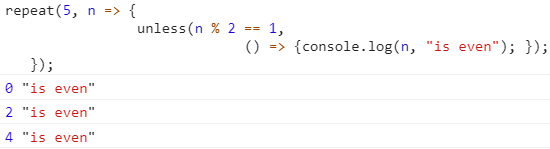 repeat(5, n => {
unless(n % 2 == 1,
() => {console.log(n, "is even"); });
});
0 "is even"
2 "is even"
4 "is even"